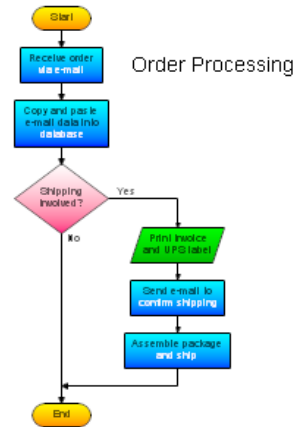 Start
Receive order
via e-mail
Order Processing
Copy and paste
e-mail data into
database
Shipping
Involved?
Yes
No
Print invoice
and UPS label
Send e-mail to
confirm shipping
Assemble package
and ship
End